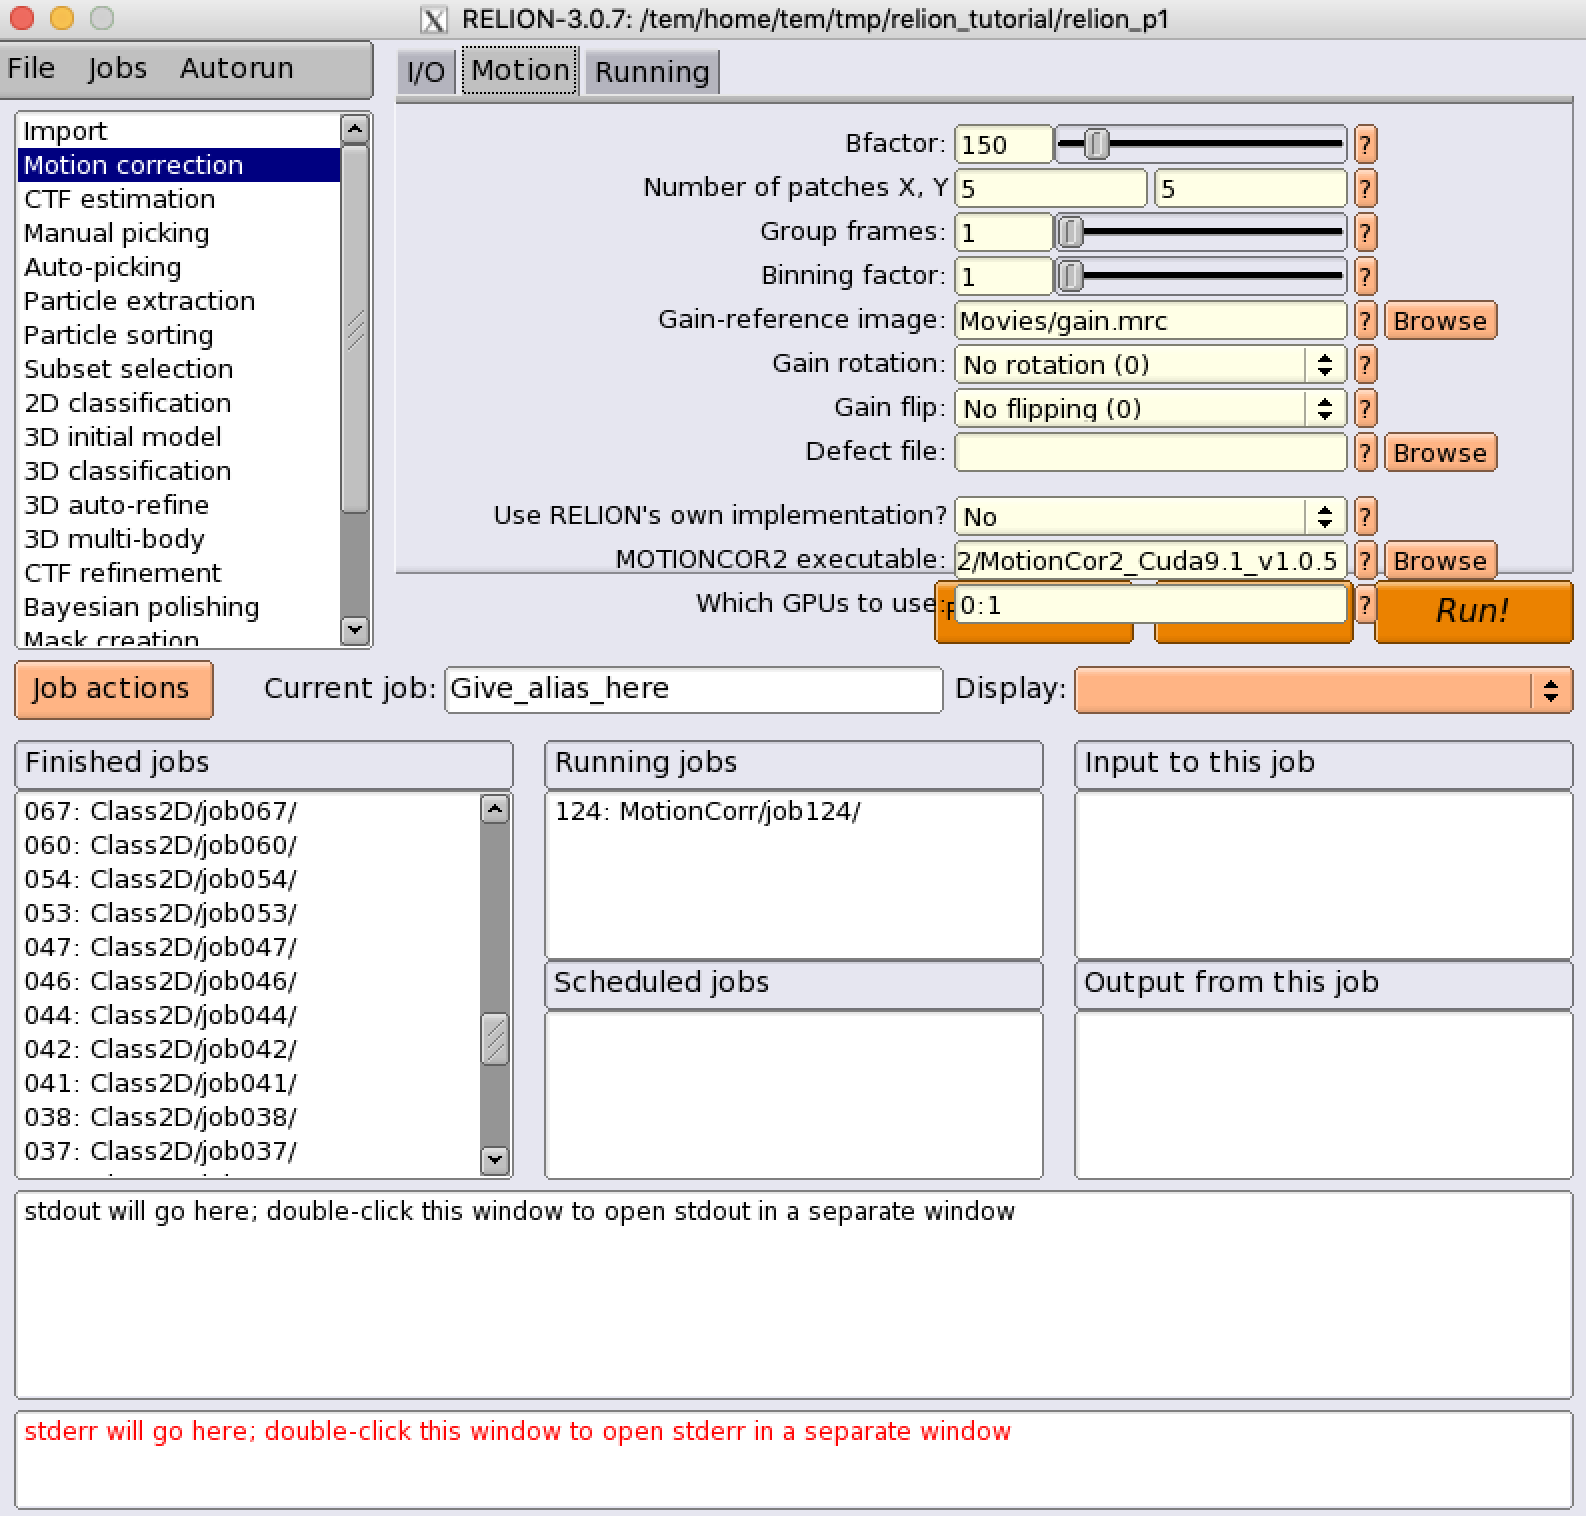 RELION-3.0.7: /tem/home/tem/tmp/relion_tutorial/relion_p1
File Jobs Autorun
I/O Motion Running
Import
Motion correction
CTF estimation
Manual picking
Auto-picking
Particle extraction
Particle sorting
Subset selection
2D classification
3D initial model
3D classification
3D auto-refine
3D multi-body
CTF refinement
Bayesian polishing
Mask creation
Bfactor: 150 ?
Number of patches X, Y 5 5 ?
Group frames: 1 ?
Binning factor: 1 ?
Gain-reference image: Movies/gain.mrc ? Browse
Gain rotation: No rotation (0) ?
Gain flip: No flipping (0) ?
Defect file: ? Browse
Use RELION's own implementation? No ?
MOTIONCOR2 executable: 2/MotionCor2_Cuda9.1_v1.0.5 ? Browse
Which GPUs to use: 0:1 ?
Run!
Job actions Current job: Give_alias_here Display:
Finished jobs
067: Class2D/job067/
060: Class2D/job060/
054: Class2D/job054/
053: Class2D/job053/
047: Class2D/job047/
046: Class2D/job046/
044: Class2D/job044/
042: Class2D/job042/
041: Class2D/job041/
038: Class2D/job038/
037: Class2D/job037/
Running jobs
124: MotionCorr/job124/
Scheduled jobs
Input to this job
Output from this job
stdout will go here; double-click this window to open stdout in a separate window
stderr will go here; double-click this window to open stderr in a separate window